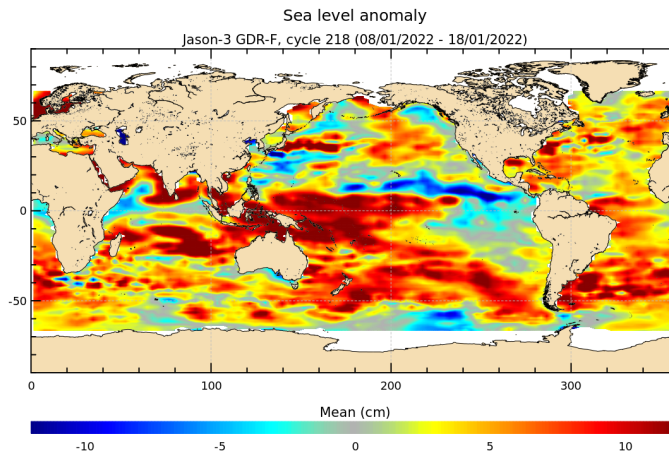 Sea level anomaly
Jason-3 GDR-F, cycle 218 (08/01/2022 - 18/01/2022)
50
0
-50
0 100 200 300
Mean (cm)
-10 -5 0 5 10